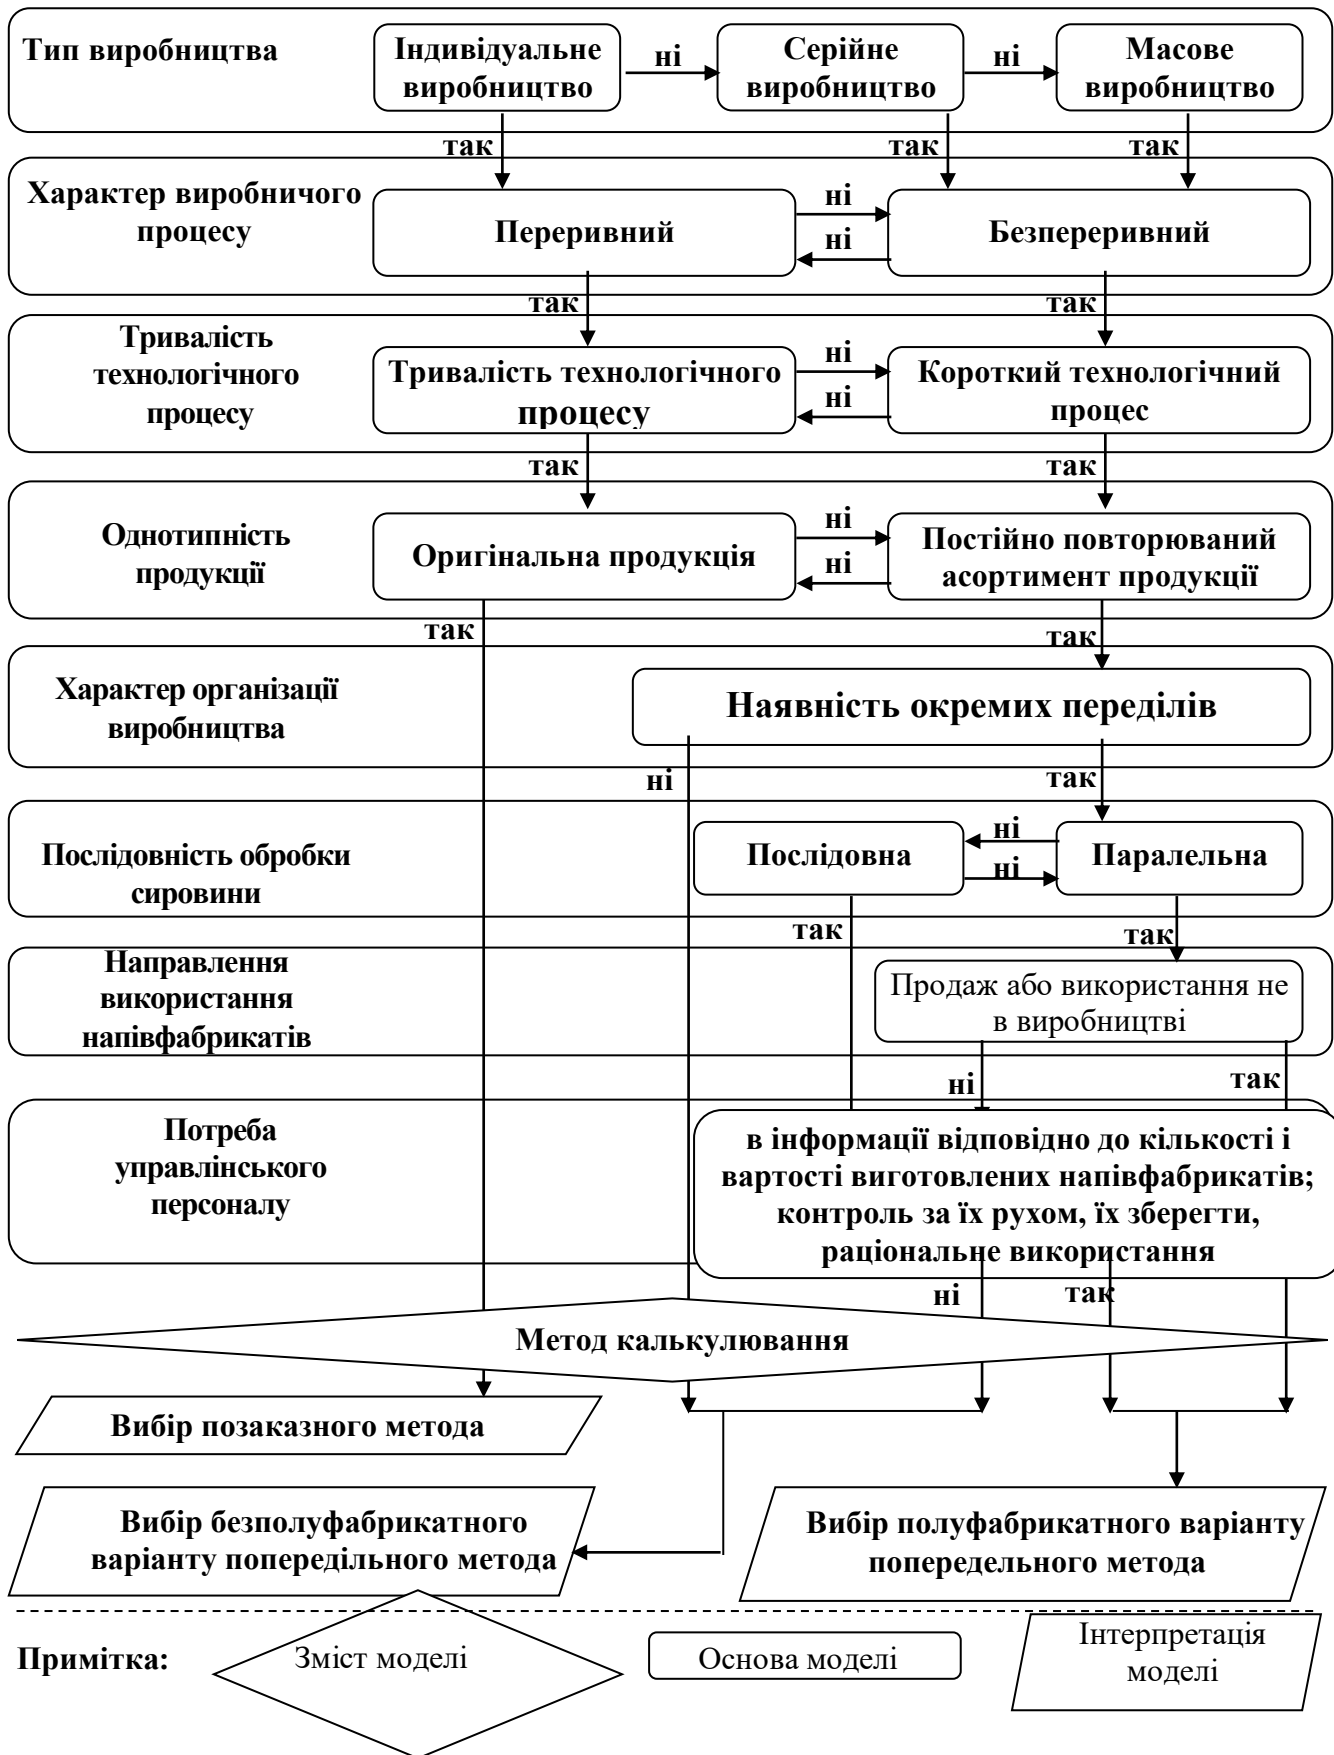 Тип виробництва
Індивідуальне
виробництво
ні
Серійне
виробництво
ні
Масове
виробництво
так
так
так
Характер виробничого
процесу
Переривний
ні
ні
Безперервний
так
так
Тривалість
технологічного
процесу
Тривалість технологічного
процесу
ні
ні
Короткий технологічний
процес
так
так
Однотипність
продукції
Оригінальна продукція
ні
ні
Постійно повторюваний
асортимент продукції
так
так
Характер організації
виробництва
Наявність окремих переділів
ні
так
Послідовність обробки
сировини
Послідовна
ні
ні
Паралельна
так
так
Направлення
використання
напівфабрикатів
Продаж або використання не
в виробництві
ні
так
Потреба
управлінського
персоналу
в інформації відповідно до кількості і
вартості виготовлених напівфабрикатів;
контроль за їх рухом, їх зберегти,
раціональне використання
ні
так
Метод калькулювання
Вибір позаказного метода
Вибір безполуфабрикатного
варіанту попередільного метода
Вибір полуфабрикатного варіанту
попередельного метода
Примітка:
Зміст моделі
Основа моделі
Інтерпретація
моделі